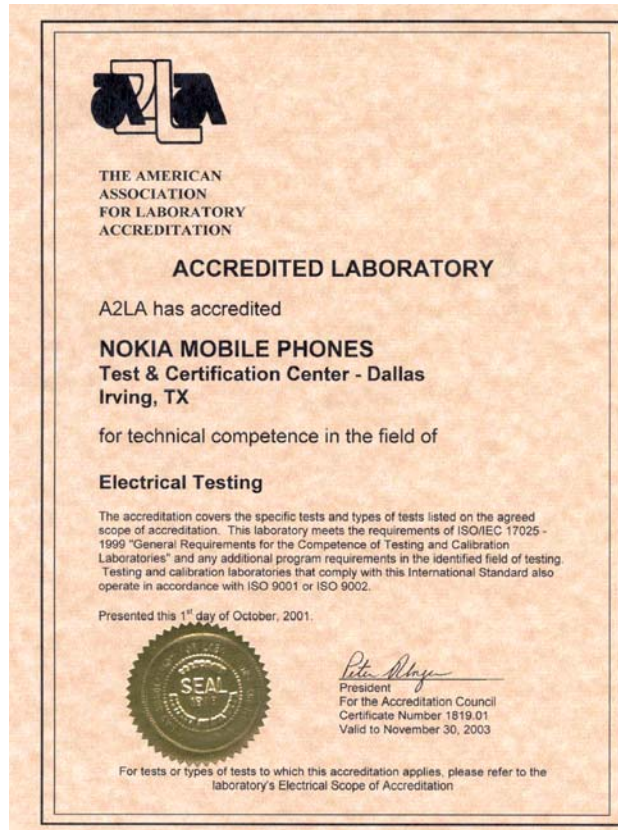 A2LA
THE AMERICAN
ASSOCIATION
FOR LABORATORY
ACCREDITATION
ACCREDITED LABORATORY
A2LA has accredited
NOKIA MOBILE PHONES
Test & Certification Center - Dallas
Irving, TX
for technical competence in the field of
Electrical Testing
The accreditation covers the specific tests and types of tests listed on the agreed
scope of accreditation. This laboratory meets the requirements of ISO/IEC 17025 -
1999 "General Requirements for the Competence of Testing and Calibration
Laboratories" and any additional program requirements in the identified field of testing.
Testing and calibration laboratories that comply with this International Standard also
operate in accordance with ISO 9001 or ISO 9002.
Presented this 1st day of October, 2001.
SEAL
President
For the Accreditation Council
Certificate Number 1819.01
Valid to November 30, 2003
For tests or types of tests to which this accreditation applies, please refer to the
laboratory's Electrical Scope of Accreditation